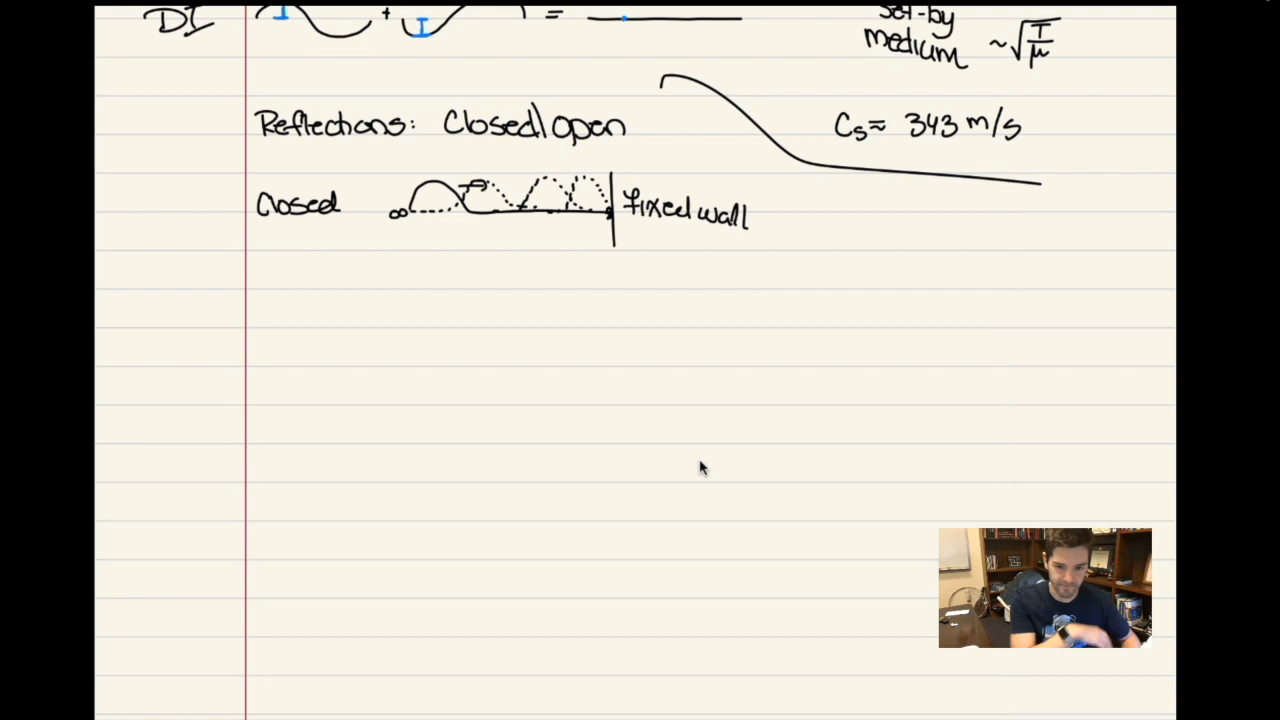 DI + =
set-by
medium ~√T/μ
Reflections: Closed\open
Cs≈ 343 m/s
Closed ∞ fixed wall